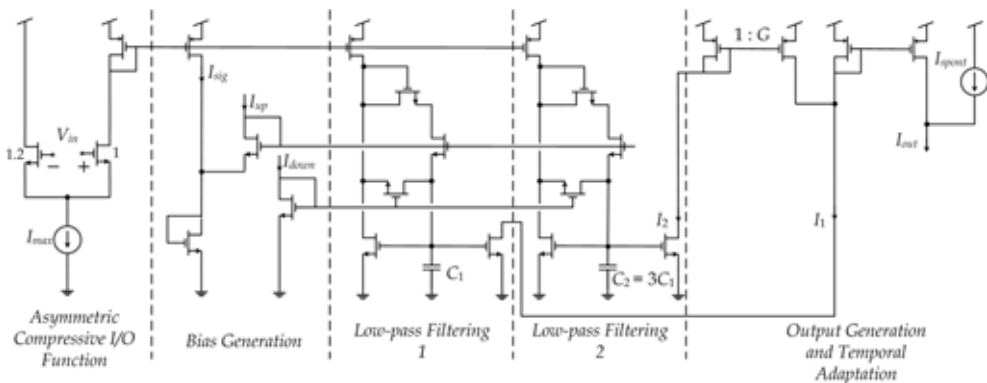 1 : G
I_spont
I_sig
I_up
V_in
1.2
− +
1
I_down
I_out
I_max
I_2
I_1
C_1
C_2 = 3C_1
Asymmetric
Compressive I/O
Function
Bias Generation
Low-pass Filtering
1
Low-pass Filtering
2
Output Generation
and Temporal
Adaptation